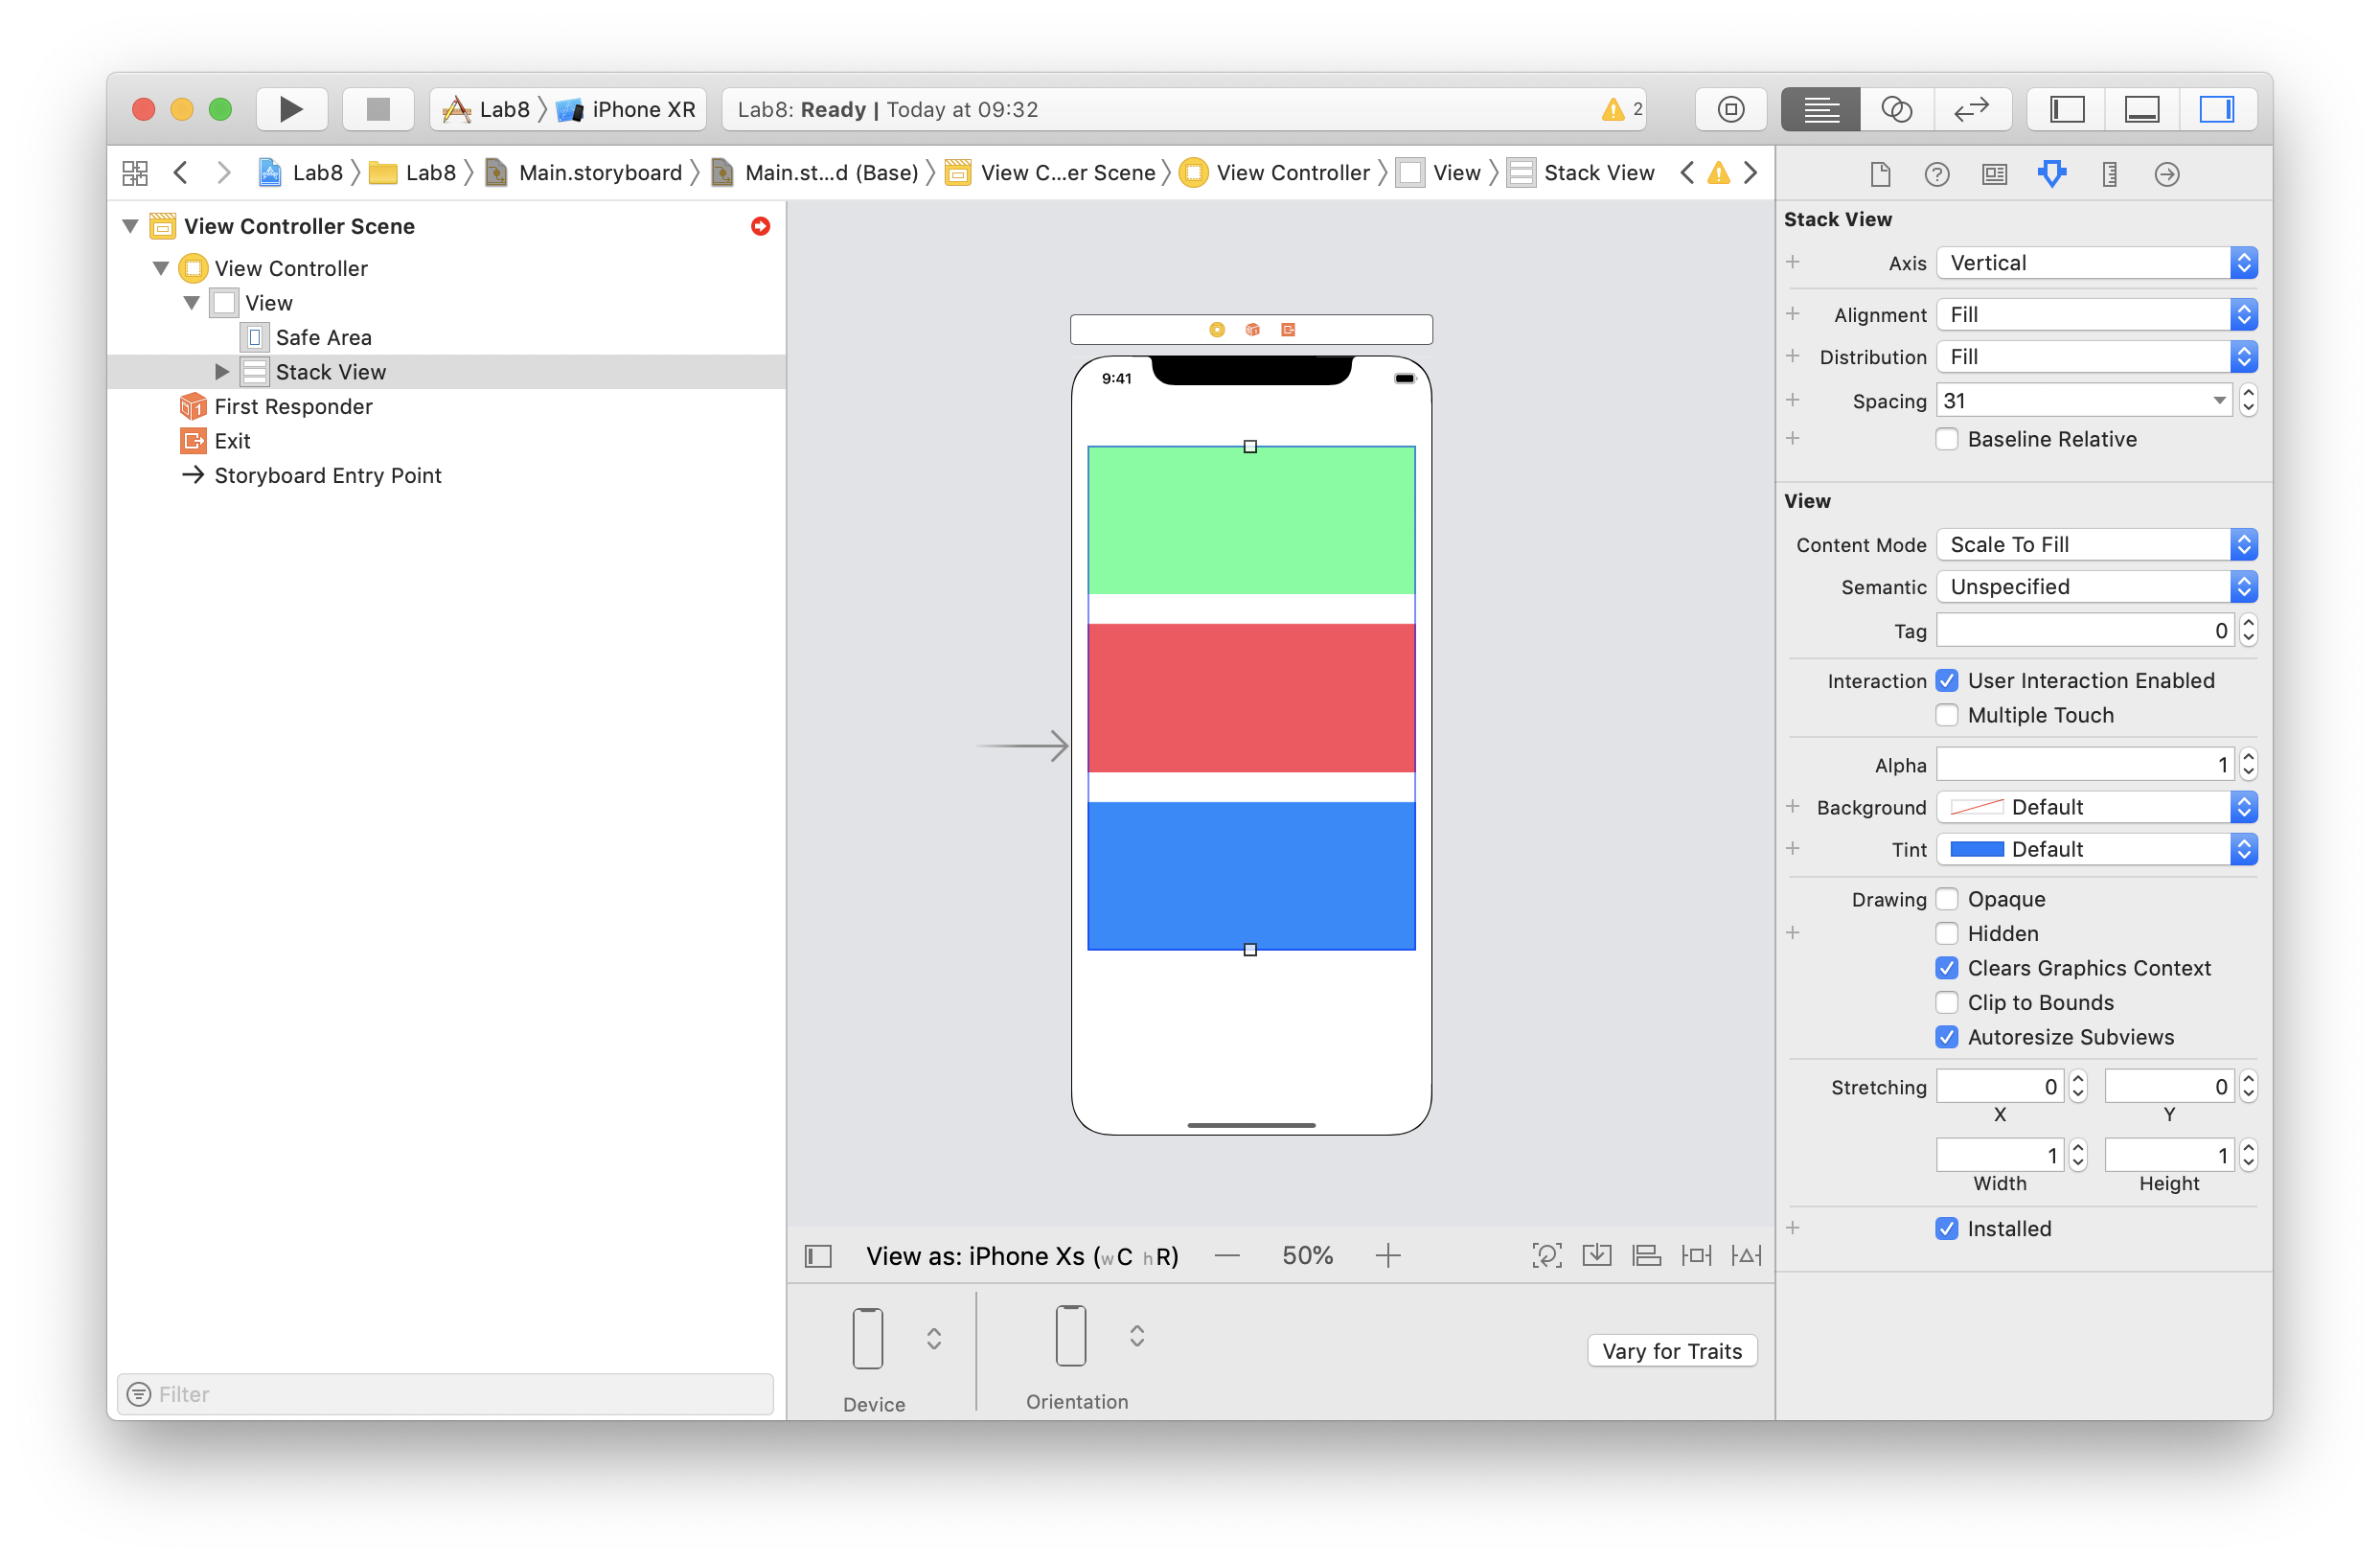 Lab8 iPhone XR
Lab8: Ready | Today at 09:32
2
Lab8 Lab8 Main.storyboard Main.st...d (Base) View C...er Scene View Controller View Stack View
View Controller Scene
View Controller
View
Safe Area
Stack View
First Responder
Exit
Storyboard Entry Point
Filter
9:41
View as: iPhone Xs (wC hR)
50%
Device
Orientation
Vary for Traits
Stack View
Axis Vertical
Alignment Fill
Distribution Fill
Spacing 31
Baseline Relative
View
Content Mode Scale To Fill
Semantic Unspecified
Tag 0
Interaction User Interaction Enabled
Multiple Touch
Alpha 1
Background Default
Tint Default
Drawing Opaque
Hidden
Clears Graphics Context
Clip to Bounds
Autoresize Subviews
Stretching 0 0
X Y
1 1
Width Height
Installed